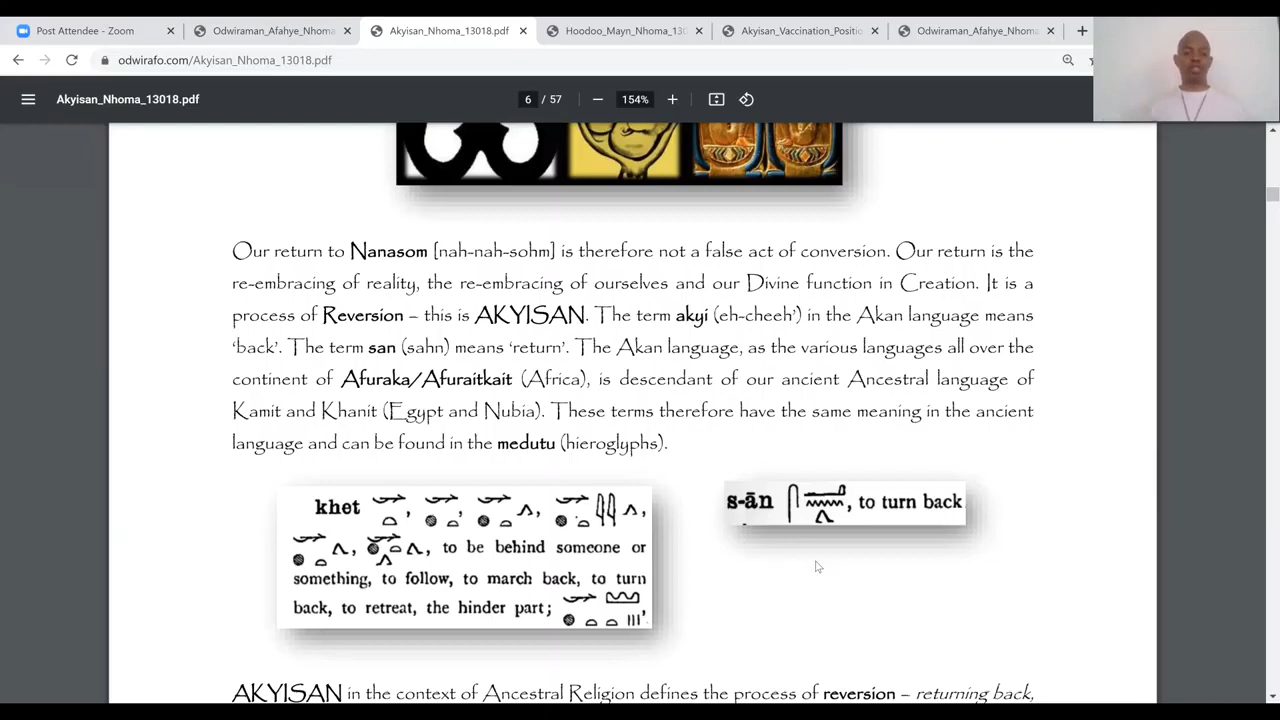 Post Attendee - Zoom
Odwiraman_Afahye_Nhoma
Akyisan_Nhoma_13018.pdf
Hoodoo_Mayn_Nhoma_130
Akyisan_Vaccination_Positio
Odwiraman_Afahye_Nhoma
odwirafo.com/Akyisan_Nhoma_13018.pdf
Akyisan_Nhoma_13018.pdf
6 / 57
154%
Our return to Nanasom [nah-nah-sohm] is therefore not a false act of conversion. Our return is the
re-embracing of reality, the re-embracing of ourselves and our Divine function in Creation. It is a
process of Reversion – this is AKYISAN. The term akyi (eh-cheeh’) in the Akan language means
‘back’. The term san (sahn) means ‘return’. The Akan language, as the various languages all over the
continent of Afuraka/Afuraitkait (Africa), is descendant of our ancient Ancestral language of
Kamit and Khanit (Egypt and Nubia). These terms therefore have the same meaning in the ancient
language and can be found in the medutu (hieroglyphs).
khet
to be behind someone or
something, to follow, to march back, to turn
back, to retreat, the hinder part;
s-ān , to turn back
AKYISAN in the context of Ancestral Religion defines the process of reversion – returning back,